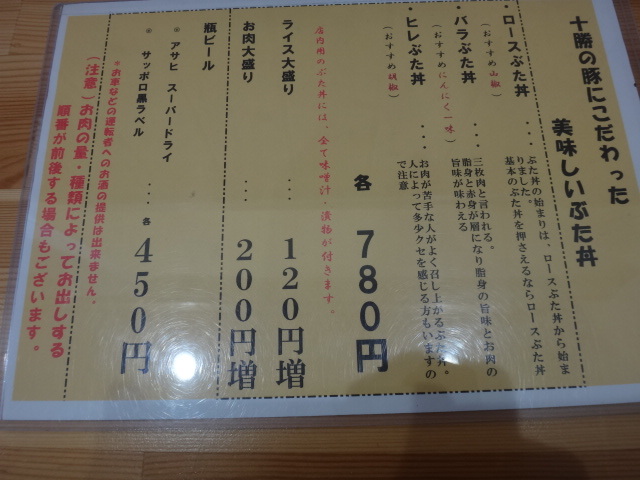 十勝の豚にこだわった
美味しいぶた丼
・ロースぶた丼 ・・・
(おすすめ山椒)
ぶた丼の始まりは、ロースぶた丼から始ま
りました。
基本のぶた丼を押さえるならロースぶた丼
・バラぶた丼 ・・・
(おすすめにんにく一味)
三枚肉と言われる。
脂身と赤身が層になり脂身の旨味とお肉の
旨味が味わえる
・ヒレぶた丼 ・・・
(おすすめ胡椒)
お肉が苦手な人がよく召し上がるぶた丼。
人によって多少クセを感じる方もいますの
で注意
各 780円
店内用のぶた丼には、全て味噌汁・漬物が付きます。
ライス大盛り ・・・ 120円増
お肉大盛り ・・・ 200円増
瓶ビール
・アサヒ スーパードライ
・サッポロ黒ラベル ・・・各 450円
※お車などの運転者へのお酒の提供は出来ません。
(注意)お肉の量、種類によってお出しする
順番が前後する場合もございます。